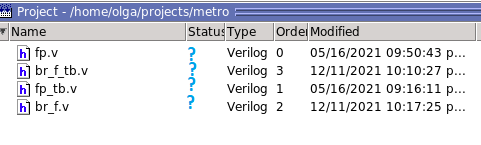 Project - /home/olga/projects/metro
Name Status Type Order Modified
fp.v ? Verilog 0 05/16/2021 09:50:43 p...
br_f_tb.v ? Verilog 3 12/11/2021 10:10:27 p...
fp_tb.v ? Verilog 1 05/16/2021 09:16:11 p...
br_f.v ? Verilog 2 12/11/2021 10:17:25 p...